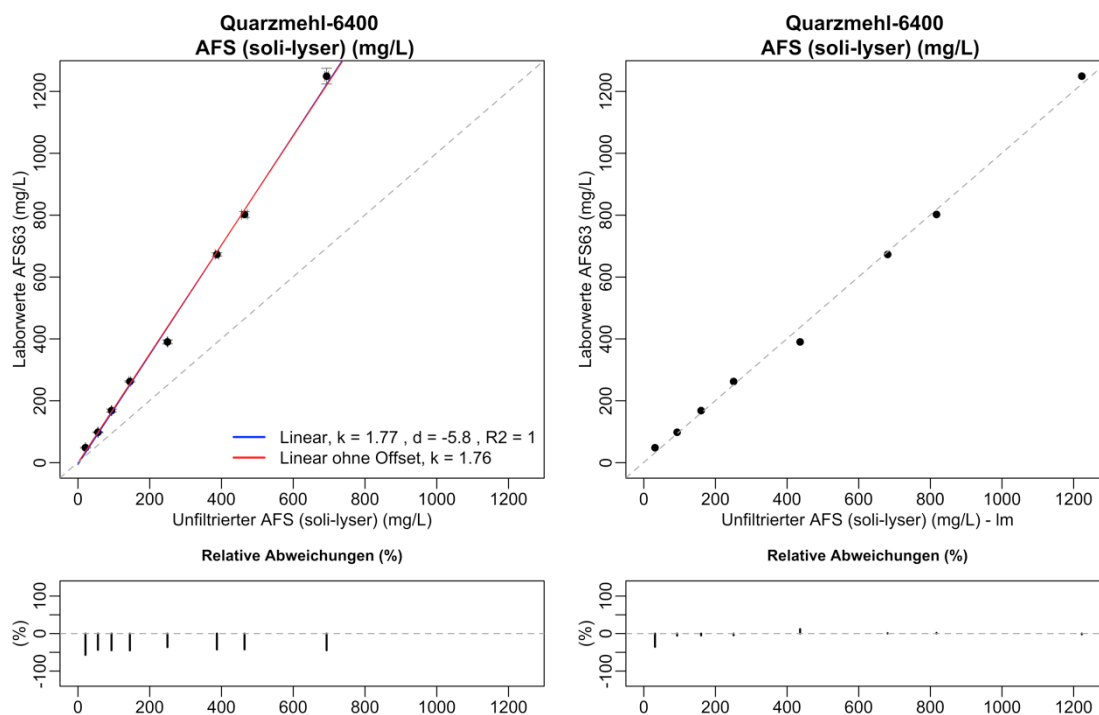 Quarzmehl-6400
AFS (soli-lyser) (mg/L)
Laborwerte AFS63 (mg/L)
1200
1000
800
600
400
200
0
Linear, k = 1.77 , d = -5.8 , R2 = 1
Linear ohne Offset, k = 1.76
0 200 400 600 800 1000 1200
Unfiltrierter AFS (soli-lyser) (mg/L)
Relative Abweichungen (%)
(%)
100
0
-100
0 200 400 600 800 1000 1200
Quarzmehl-6400
AFS (soli-lyser) (mg/L)
Laborwerte AFS63 (mg/L)
1200
1000
800
600
400
200
0
0 200 400 600 800 1000 1200
Unfiltrierter AFS (soli-lyser) (mg/L) - lm
Relative Abweichungen (%)
(%)
100
0
-100
0 200 400 600 800 1000 1200